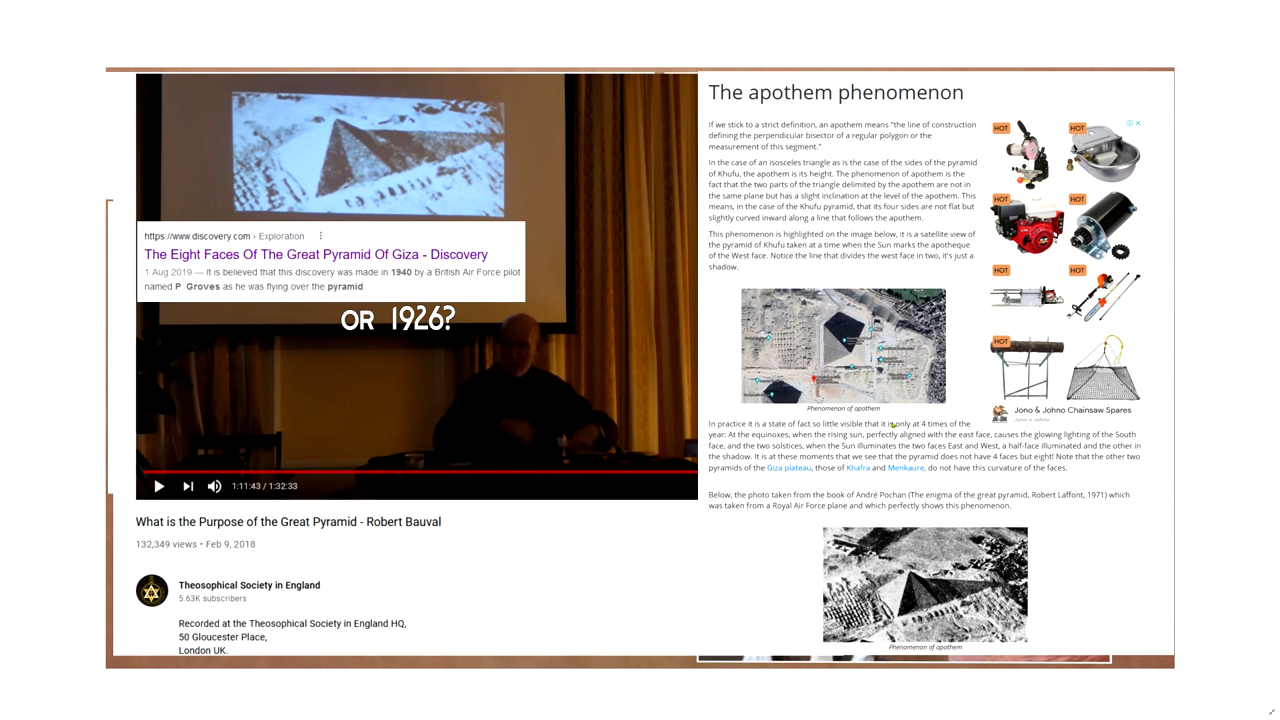 https://www.discovery.com › Exploration
The Eight Faces Of The Great Pyramid Of Giza - Discovery
1 Aug 2019 — It is believed that this discovery was made in 1940 by a British Air Force pilot
named P Groves as he was flying over the pyramid.
OR 1926?
1:11:43 / 1:32:33
What is the Purpose of the Great Pyramid - Robert Bauval
132,349 views • Feb 9, 2018
Theosophical Society in England
5.63K subscribers
Recorded at the Theosophical Society in England HQ,
50 Gloucester Place,
London UK.
The apothem phenomenon
If we stick to a strict definition, an apothem means "the line of construction
defining the perpendicular bisector of a regular polygon or the
measurement of this segment."
In the case of an isosceles triangle as is the case of the sides of the pyramid
of Khufu, the apothem is its height. The phenomenon of apothem is the
fact that the two parts of the triangle delimited by the apothem are not in
the same plane but has a slight inclination at the level of the apothem. This
means, in the case of the Khufu pyramid, that its four sides are not flat but
slightly curved inward along a line that follows the apothem.
This phenomenon is highlighted on the image below, it is a satellite view of
the pyramid of Khufu taken at a time when the Sun marks the apotheque
of the West face. Notice the line that divides the west face in two, it's just a
shadow.
Phenomenon of apothem
In practice it is a state of fact so little visible that it is only at 4 times of the
year: At the equinoxes, when the rising sun, perfectly aligned with the east face, causes the glowing lighting of the South
face, and the two solstices, when the Sun illuminates the two faces East and West, a half-face illuminated and the other in
the shadow. It is at these moments that we see that the pyramid does not have 4 faces but eight! Note that the other two
pyramids of the Giza plateau, those of Khafra and Menkaure, do not have this curvature of the faces.
Below, the photo taken from the book of André Pochan (The enigma of the great pyramid, Robert Laffont, 1971) which
was taken from a Royal Air Force plane and which perfectly shows this phenomenon.
Phenomenon of apothem
HOT
HOT
HOT
HOT
HOT
HOT
HOT
HOT
Jono & Johno Chainsaw Spares
Jono n Johno